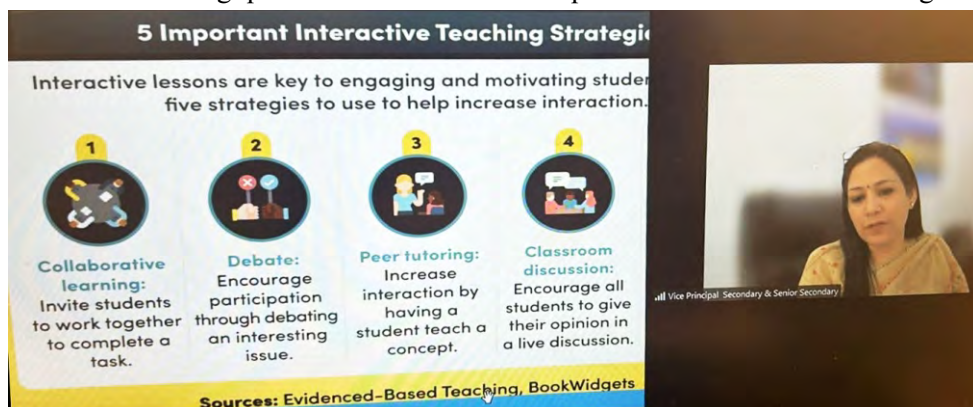 5 Important Interactive Teaching Strategi
Interactive lessons are key to engaging and motivating stude
five strategies to use to help increase interaction.
1
Collaborative
learning:
Invite students
to work together
to complete a
task.
2
Debate:
Encourage
participation
through debating
an interesting
issue.
3
Peer tutoring:
Increase
interaction by
having a
student teach a
concept.
4
Classroom
discussion:
Encourage all
students to give
their opinion in
a live discussion.
Sources: Evidenced-Based Teaching, BookWidgets
Vice Principal Secondary & Senior Secondary